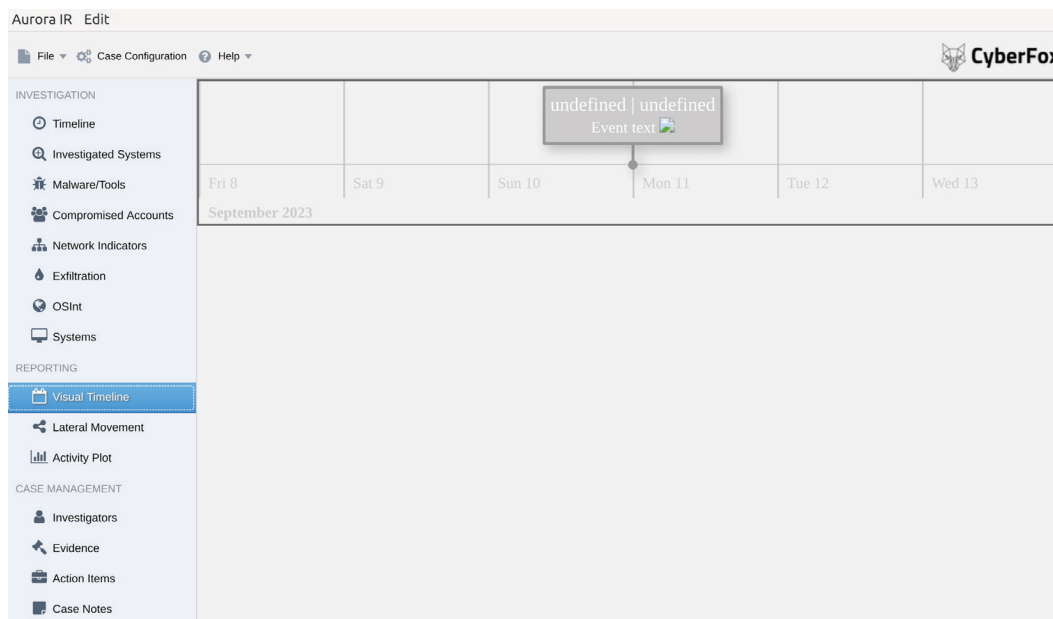 Aurora IR Edit
File Case Configuration Help
CyberFox
INVESTIGATION
Timeline
Investigated Systems
Malware/Tools
Compromised Accounts
Network Indicators
Exfiltration
OSInt
Systems
REPORTING
Visual Timeline
Lateral Movement
Activity Plot
CASE MANAGEMENT
Investigators
Evidence
Action Items
Case Notes
undefined | undefined
Event text
Fri 8 Sat 9 Sun 10 Mon 11 Tue 12 Wed 13
September 2023